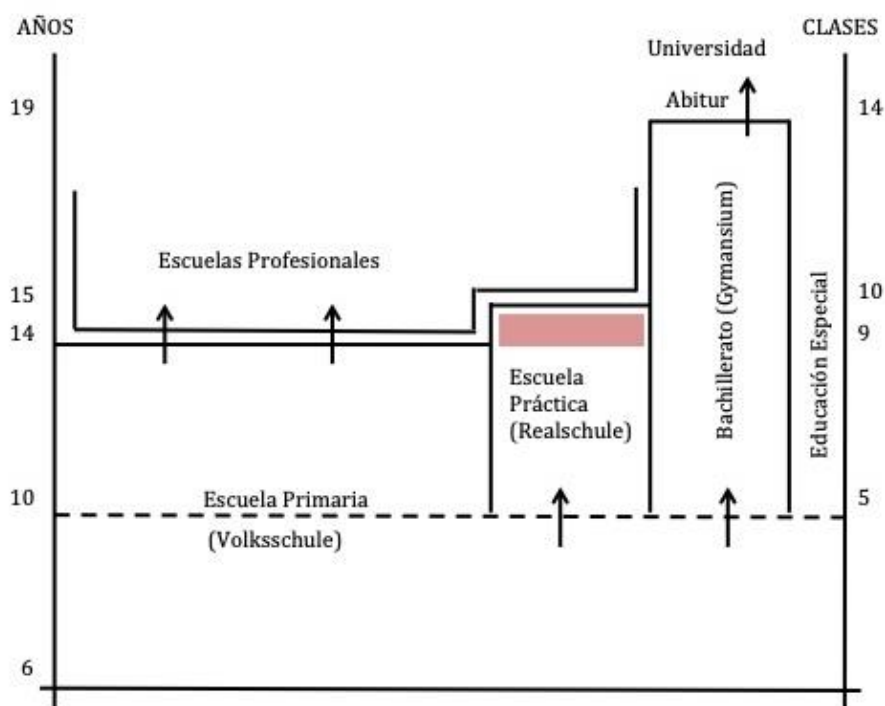 AÑOS
CLASES
Universidad
19
Abitur
14
Escuelas Profesionales
15
10
14
9
Escuela
Práctica
(Realschule)
Bachillerato (Gymansium)
Educación Especial
10
Escuela Primaria
5
(Volksschule)
6